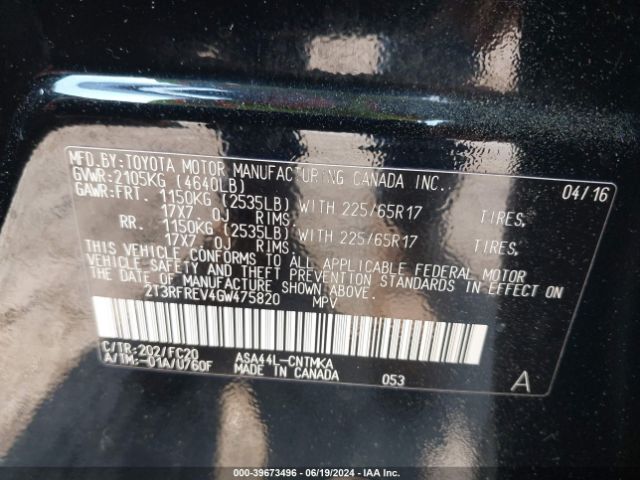 MFD.BY:TOYOTA MOTOR MANUFACTURING CANADA INC. 04/16
GVWR:2105KG (4640LB)
GAWR:FRT. 1150KG (2535LB) WITH 225/65R17 TIRES,
17X7.0J RIMS,
RR. 1150KG (2535LB) WITH 225/65R17 TIRES,
17X7.0J RIMS.
THIS VEHICLE CONFORMS TO ALL APPLICABLE FEDERAL MOTOR
VEHICLE SAFETY AND THEFT PREVENTION STANDARDS IN EFFECT ON
THE DATE OF MANUFACTURE SHOWN ABOVE.
2T3RFREV4GW475820 MPV
C/TR:202/FC20 ASA44L-CNTMKA
A/TM:-01A/U760F MADE IN CANADA 053 A
000-39673496 - 06/19/2024 - IAA Inc.